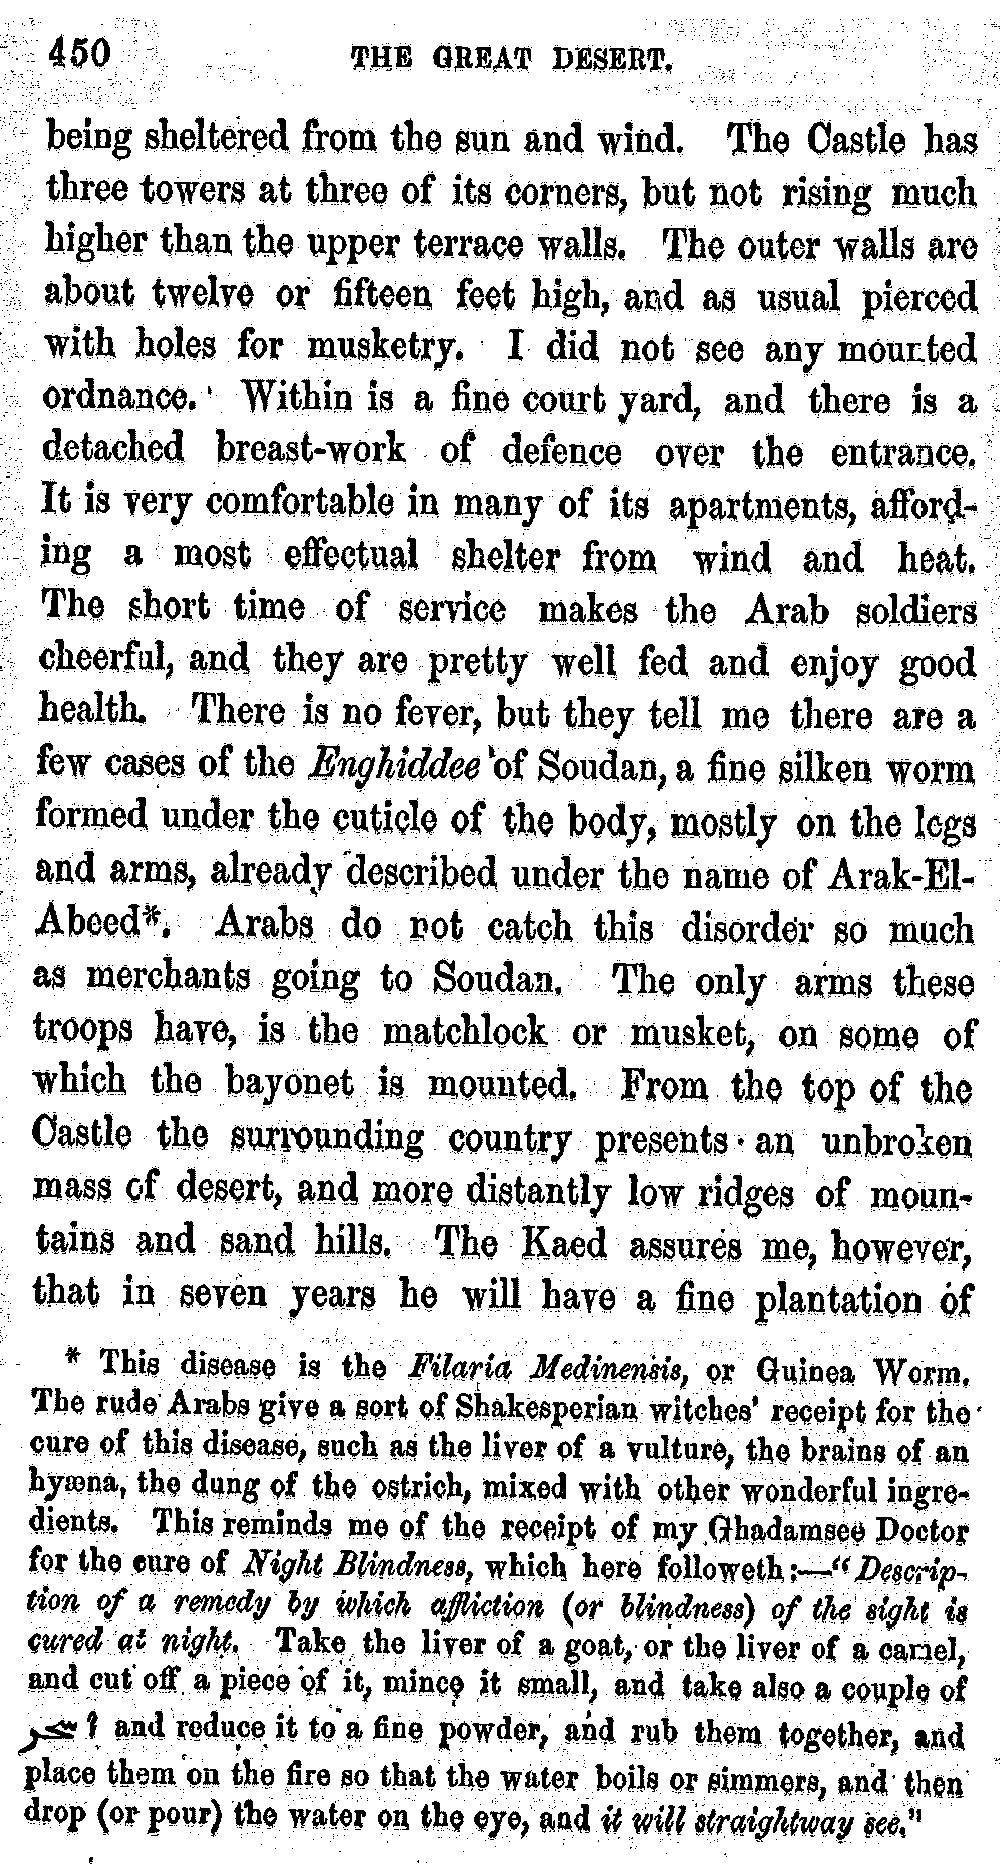 450 THE GREAT DESERT.
being sheltered from the sun and wind. The Castle has
three towers at three of its corners, but not rising much
higher than the upper terrace walls. The outer walls are
about twelve or fifteen feet high, and as usual pierced
with holes for musketry. I did not see any mounted
ordnance. Within is a fine court yard, and there is a
detached breast-work of defence over the entrance.
It is very comfortable in many of its apartments, afford-
ing a most effectual shelter from wind and heat.
The short time of service makes the Arab soldiers
cheerful, and they are pretty well fed and enjoy good
health. There is no fever, but they tell me there are a
few cases of the Enghiddee of Soudan, a fine silken worm
formed under the cuticle of the body, mostly on the legs
and arms, already described under the name of Arak-El-
Abeed*. Arabs do not catch this disorder so much
as merchants going to Soudan. The only arms these
troops have, is the matchlock or musket, on some of
which the bayonet is mounted. From the top of the
Castle the surrounding country presents an unbroken
mass of desert, and more distantly low ridges of moun-
tains and sand hills. The Kaed assures me, however,
that in seven years he will have a fine plantation of
* This disease is the Filaria Medinensis, or Guinea Worm.
The rude Arabs give a sort of Shakesperian witches' receipt for the
cure of this disease, such as the liver of a vulture, the brains of an
hyæna, the dung of the ostrich, mixed with other wonderful ingre-
dients. This reminds me of the receipt of my Ghadamsee Doctor
for the cure of Night Blindness, which here followeth:—"Descrip-
tion of a remedy by which affliction (or blindness) of the sight is
cured at night. Take the liver of a goat, or the liver of a camel,
and cut off a piece of it, mince it small, and take also a couple of
? and reduce it to a fine powder, and rub them together, and
place them on the fire so that the water boils or simmers, and then
drop (or pour) the water on the eye, and it will straightway see."